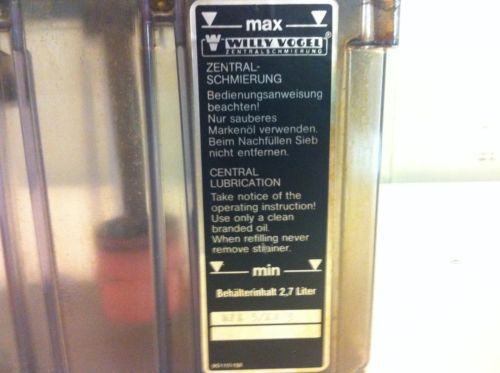 max
WILLY VOGEL®
ZENTRALSCHMIERUNG
ZENTRAL-
SCHMIERUNG
Bedienungsanweisung
beachten!
Nur sauberes
Markenöl verwenden.
Beim Nachfüllen Sieb
nicht entfernen.
CENTRAL
LUBRICATION
Take notice of the
operating instruction!
Use only a clean
branded oil.
When refilling never
remove strainer.
min
Behälterinhalt 2,7 Liter